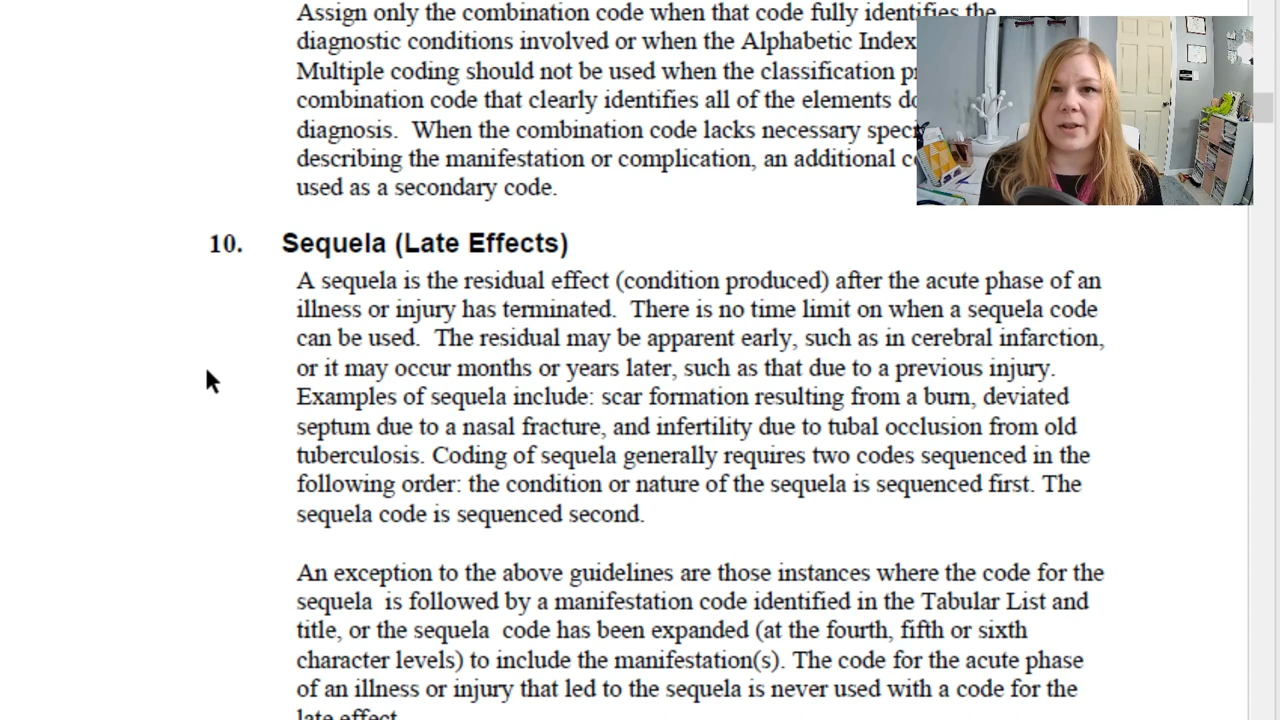 Assign only the combination code when that code fully identifies the
diagnostic conditions involved or when the Alphabetic Index
Multiple coding should not be used when the classification
combination code that clearly identifies all of the elements
diagnosis.  When the combination code lacks necessary
describing the manifestation or complication, an additional
used as a secondary code.
10. Sequela (Late Effects)
A sequela is the residual effect (condition produced) after the acute phase of an
illness or injury has terminated.  There is no time limit on when a sequela code
can be used.  The residual may be apparent early, such as in cerebral infarction,
or it may occur months or years later, such as that due to a previous injury.
Examples of sequela include: scar formation resulting from a burn, deviated
septum due to a nasal fracture, and infertility due to tubal occlusion from old
tuberculosis. Coding of sequela generally requires two codes sequenced in the
following order: the condition or nature of the sequela is sequenced first. The
sequela code is sequenced second.
An exception to the above guidelines are those instances where the code for the
sequela  is followed by a manifestation code identified in the Tabular List and
title, or the sequela  code has been expanded (at the fourth, fifth or sixth
character levels) to include the manifestation(s). The code for the acute phase
of an illness or injury that led to the sequela is never used with a code for the
late effect.